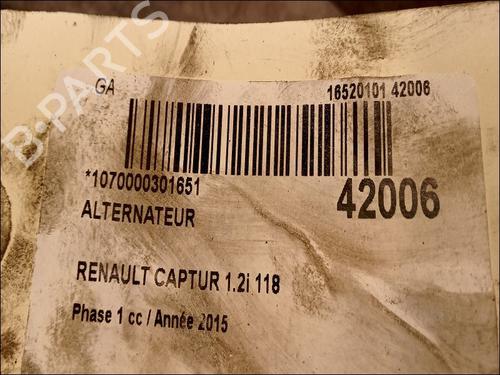 B-PARTS
GA
16520101 42006
*1070000301651
42006
ALTERNATEUR
RENAULT CAPTUR 1.2i 118
Phase 1 cc / Année 2015